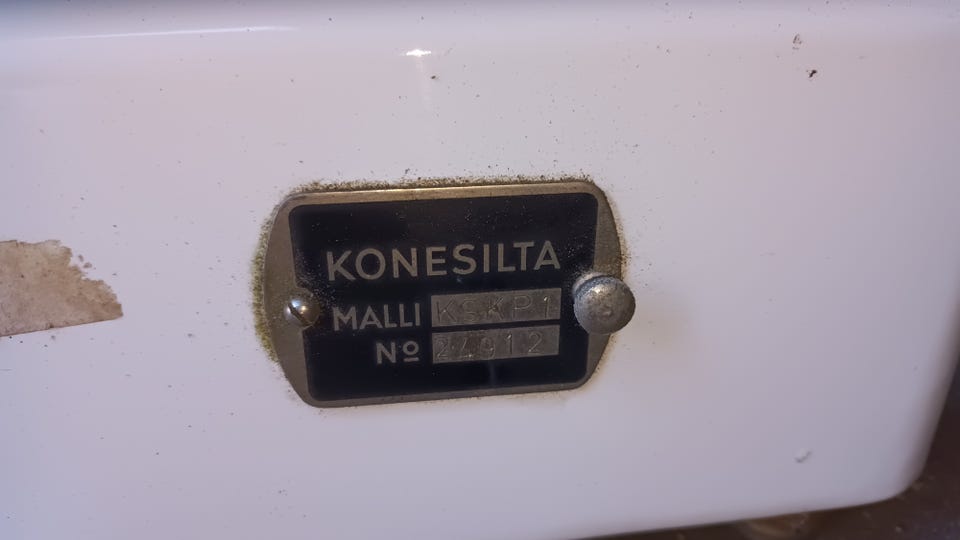 KONESILTA
MALLI KSKP1
Nº 24912